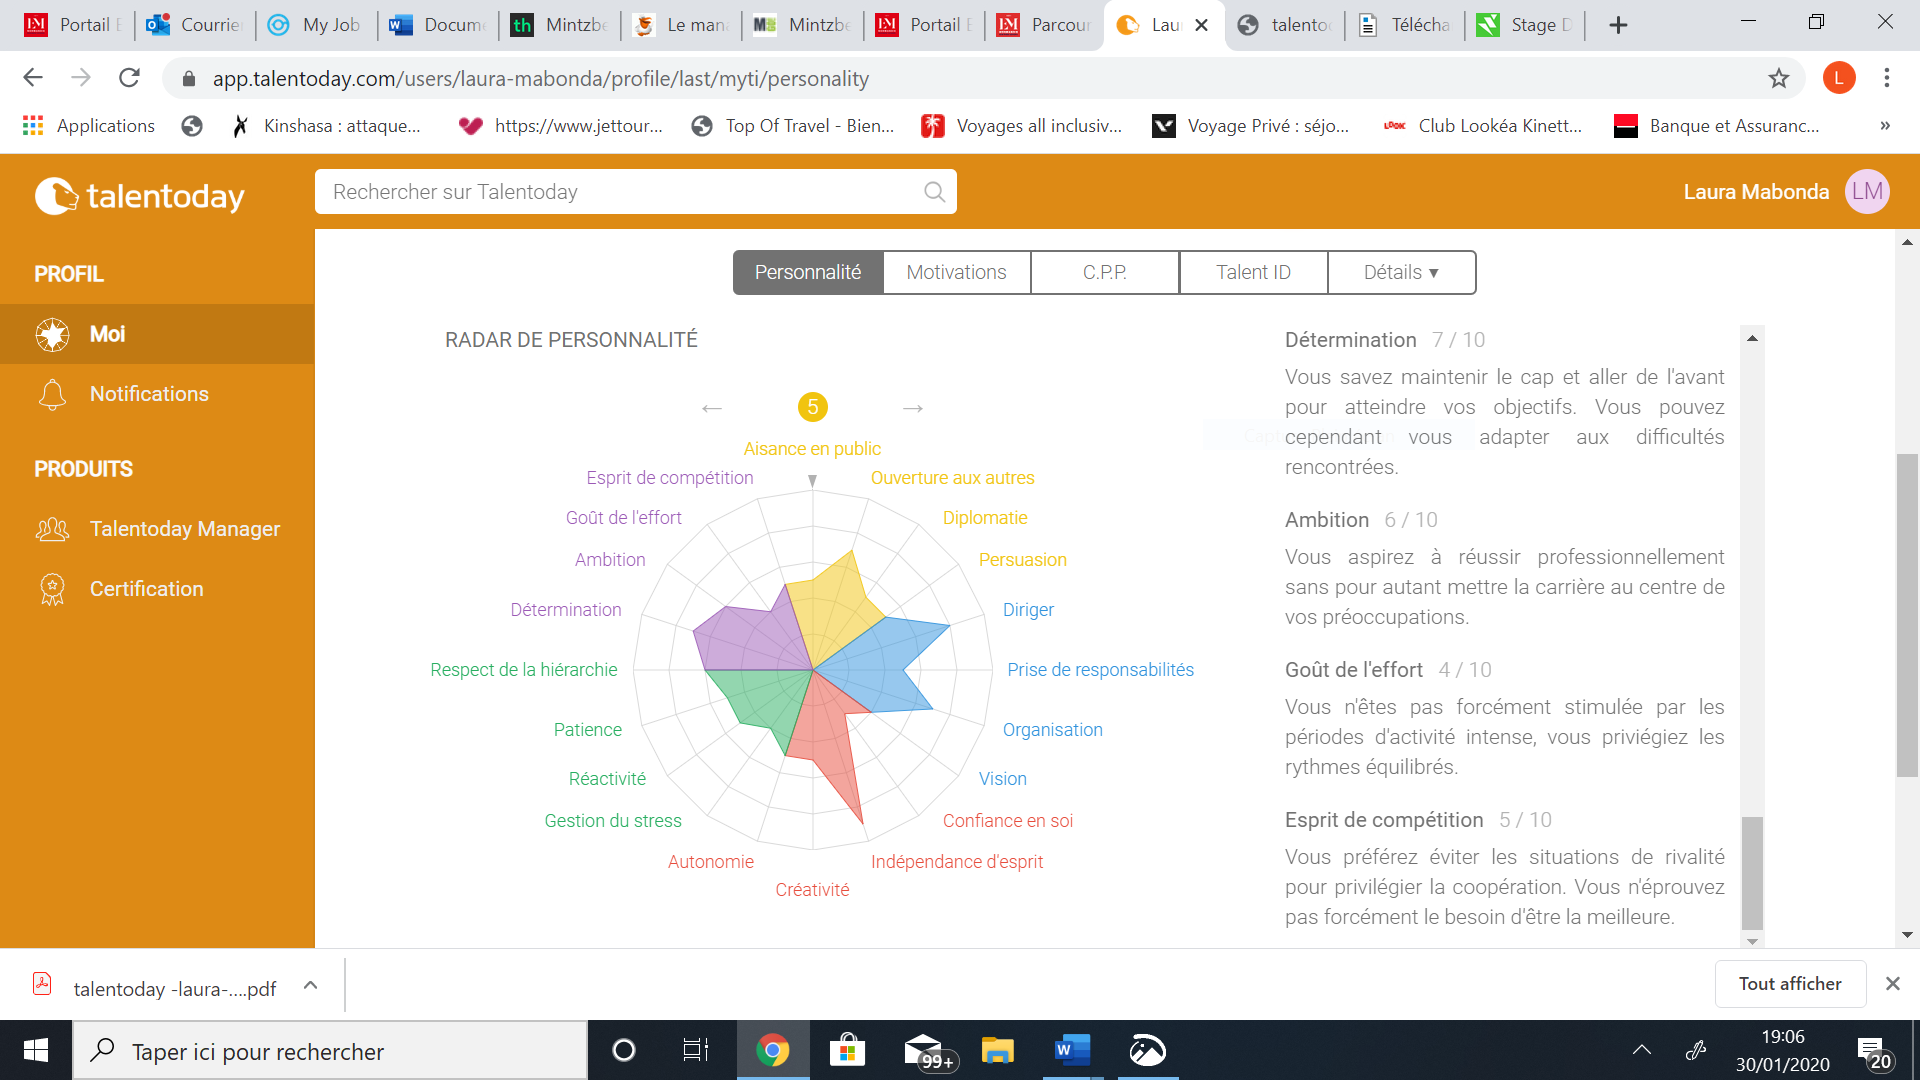 Portail E
Courrier
My Job
Docum
th
Mintzbe
Le man
Mintzbe
Portail E
Parcour
Lau
talento
Télécha
Stage D
app.talentoday.com/users/laura-mabonda/profile/last/myti/personality
L
Applications
Kinshasa : attaque...
https://www.jettour...
Top Of Travel - Bien...
Voyages all inclusiv...
Voyage Privé : séjo...
LOOK
Club Lookéa Kinett...
Banque et Assuranc...
»
talentoday
Rechercher sur Talentoday
Laura Mabonda
LM
PROFIL
Moi
Notifications
PRODUITS
Talentoday Manager
Certification
Personnalité
Motivations
C.P.P.
Talent ID
Détails ▾
RADAR DE PERSONNALITÉ
← 5 →
Aisance en public
Esprit de compétition
Ouverture aux autres
Goût de l'effort
Diplomatie
Ambition
Persuasion
Détermination
Diriger
Respect de la hiérarchie
Prise de responsabilités
Patience
Organisation
Réactivité
Vision
Gestion du stress
Confiance en soi
Autonomie
Indépendance d'esprit
Créativité
Détermination 7 / 10
Vous savez maintenir le cap et aller de l'avant
pour atteindre vos objectifs. Vous pouvez
cependant vous adapter aux difficultés
rencontrées.
Ambition 6 / 10
Vous aspirez à réussir professionnellement
sans pour autant mettre la carrière au centre de
vos préoccupations.
Goût de l'effort 4 / 10
Vous n'êtes pas forcément stimulée par les
périodes d'activité intense, vous priviégiez les
rythmes équilibrés.
Esprit de compétition 5 / 10
Vous préférez éviter les situations de rivalité
pour privilégier la coopération. Vous n'éprouvez
pas forcément le besoin d'être la meilleure.
talentoday -laura-....pdf
Tout afficher
Taper ici pour rechercher
99+
19:06
30/01/2020
20